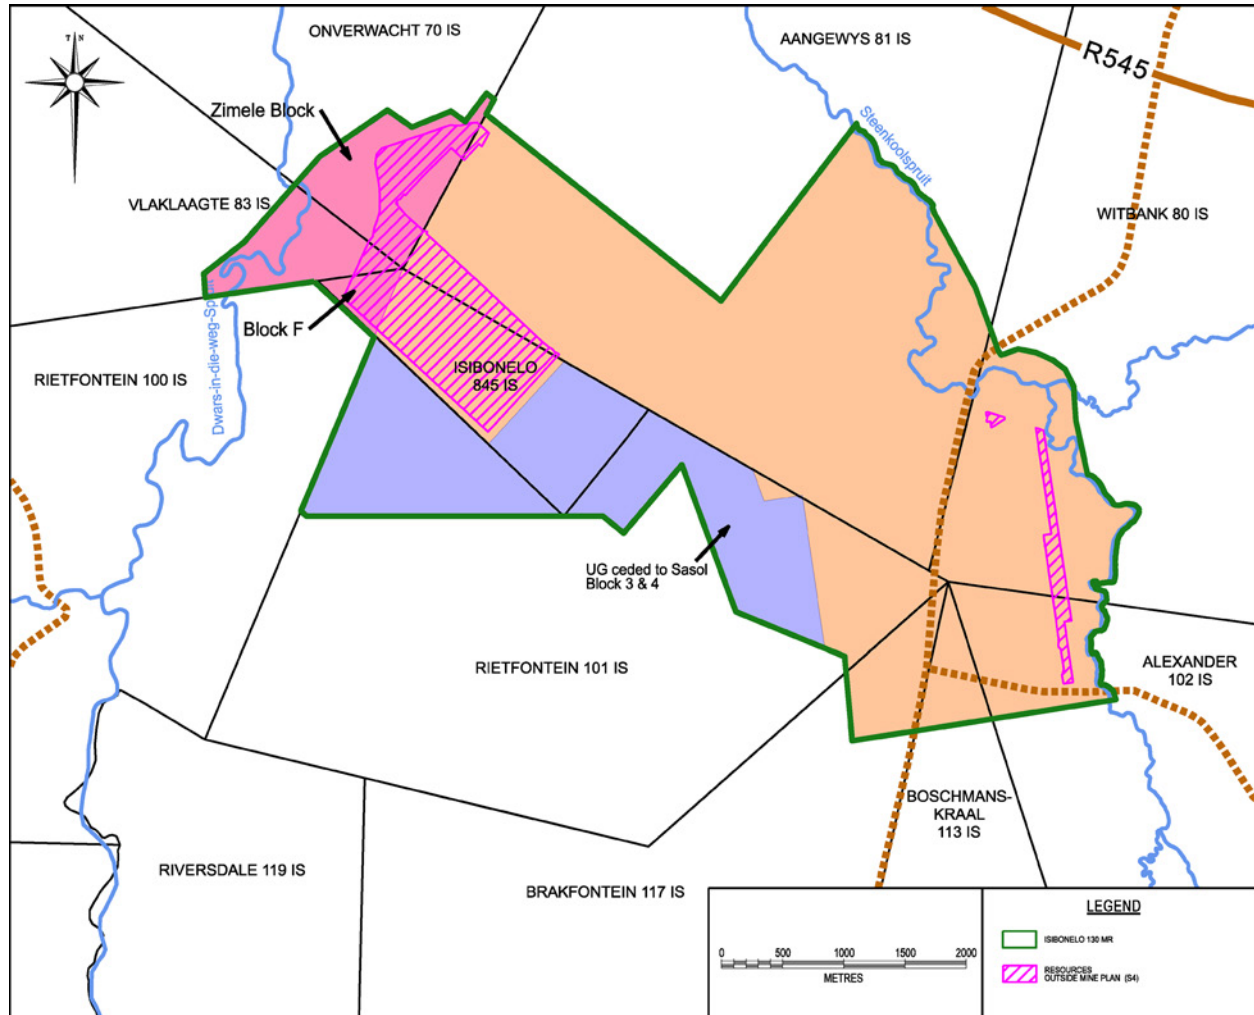 ONVERWACHT 70 IS
AANGEWYS 81 IS
R545
T N
Zimele Block
Steenkoolspruit
VLAKLAAGTE 83 IS
WITBANK 80 IS
Block F
Dwars-in-die-weg-Spruit
RIETFONTEIN 100 IS
ISIBONELO
845 IS
UG ceded to Sasol
Block 3 & 4
RIETFONTEIN 101 IS
ALEXANDER
102 IS
BOSCHMANS-
KRAAL
113 IS
RIVERSDALE 119 IS
BRAKFONTEIN 117 IS
LEGEND
ISIBONELO 130 MR
RESOURCES
OUTSIDE MINE PLAN (S4)
0 500 1000 1500 2000
METRES